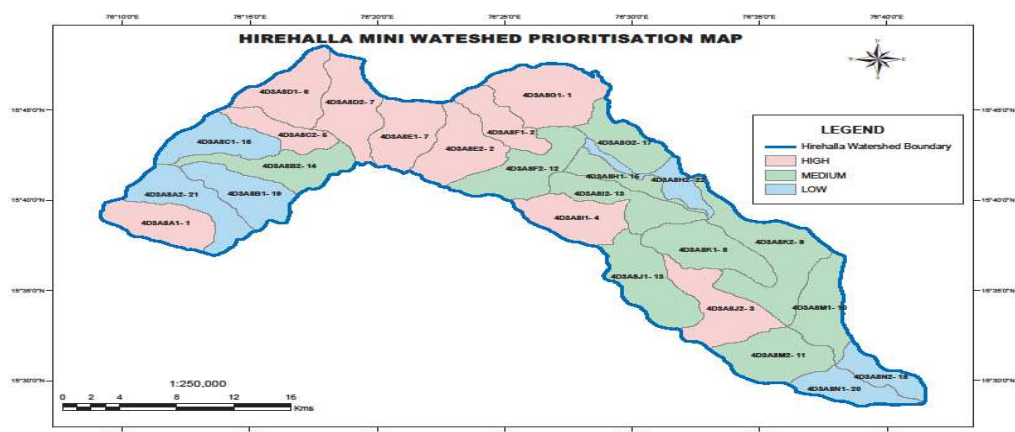 76°10'0"E 76°15'0"E 76°20'0"E 76°25'0"E 76°30'0"E 76°35'0"E 76°40'0"E
HIREHALLA MINI WATESHED PRIORITISATION MAP
N
W E
S
15°45'0"N
15°40'0"N
15°35'0"N
15°30'0"N
4D3A8D1- 6
4D3A8D2- 7
4D3A8G1- 1
4D3A8C1- 16
4D3A8C2- 5
4D3A8E1- 7
4D3A8E2- 2
4D3A8F1- 2
4D3A8G2- 17
4D3A8B2- 14
4D3A8F2- 12
4D3A8H1- 15
4D3A8H2- 22
4D3A8A2- 21
4D3A8B1- 19
4D3A8I2- 13
4D3A8A1- 1
4D3A8I1- 4
4D3A8K1- 8
4D3A8K2- 9
4D3A8J1- 13
4D3A8J2- 3
4D3A8M1- 10
4D3A8M2- 11
4D3A8N2- 18
4D3A8N1- 20
LEGEND
Hirehalla Watershed Boundary
HIGH
MEDIUM
LOW
15°45'0"N
15°40'0"N
15°35'0"N
15°30'0"N
1:250,000
0 2 4 8 12 16
Kms